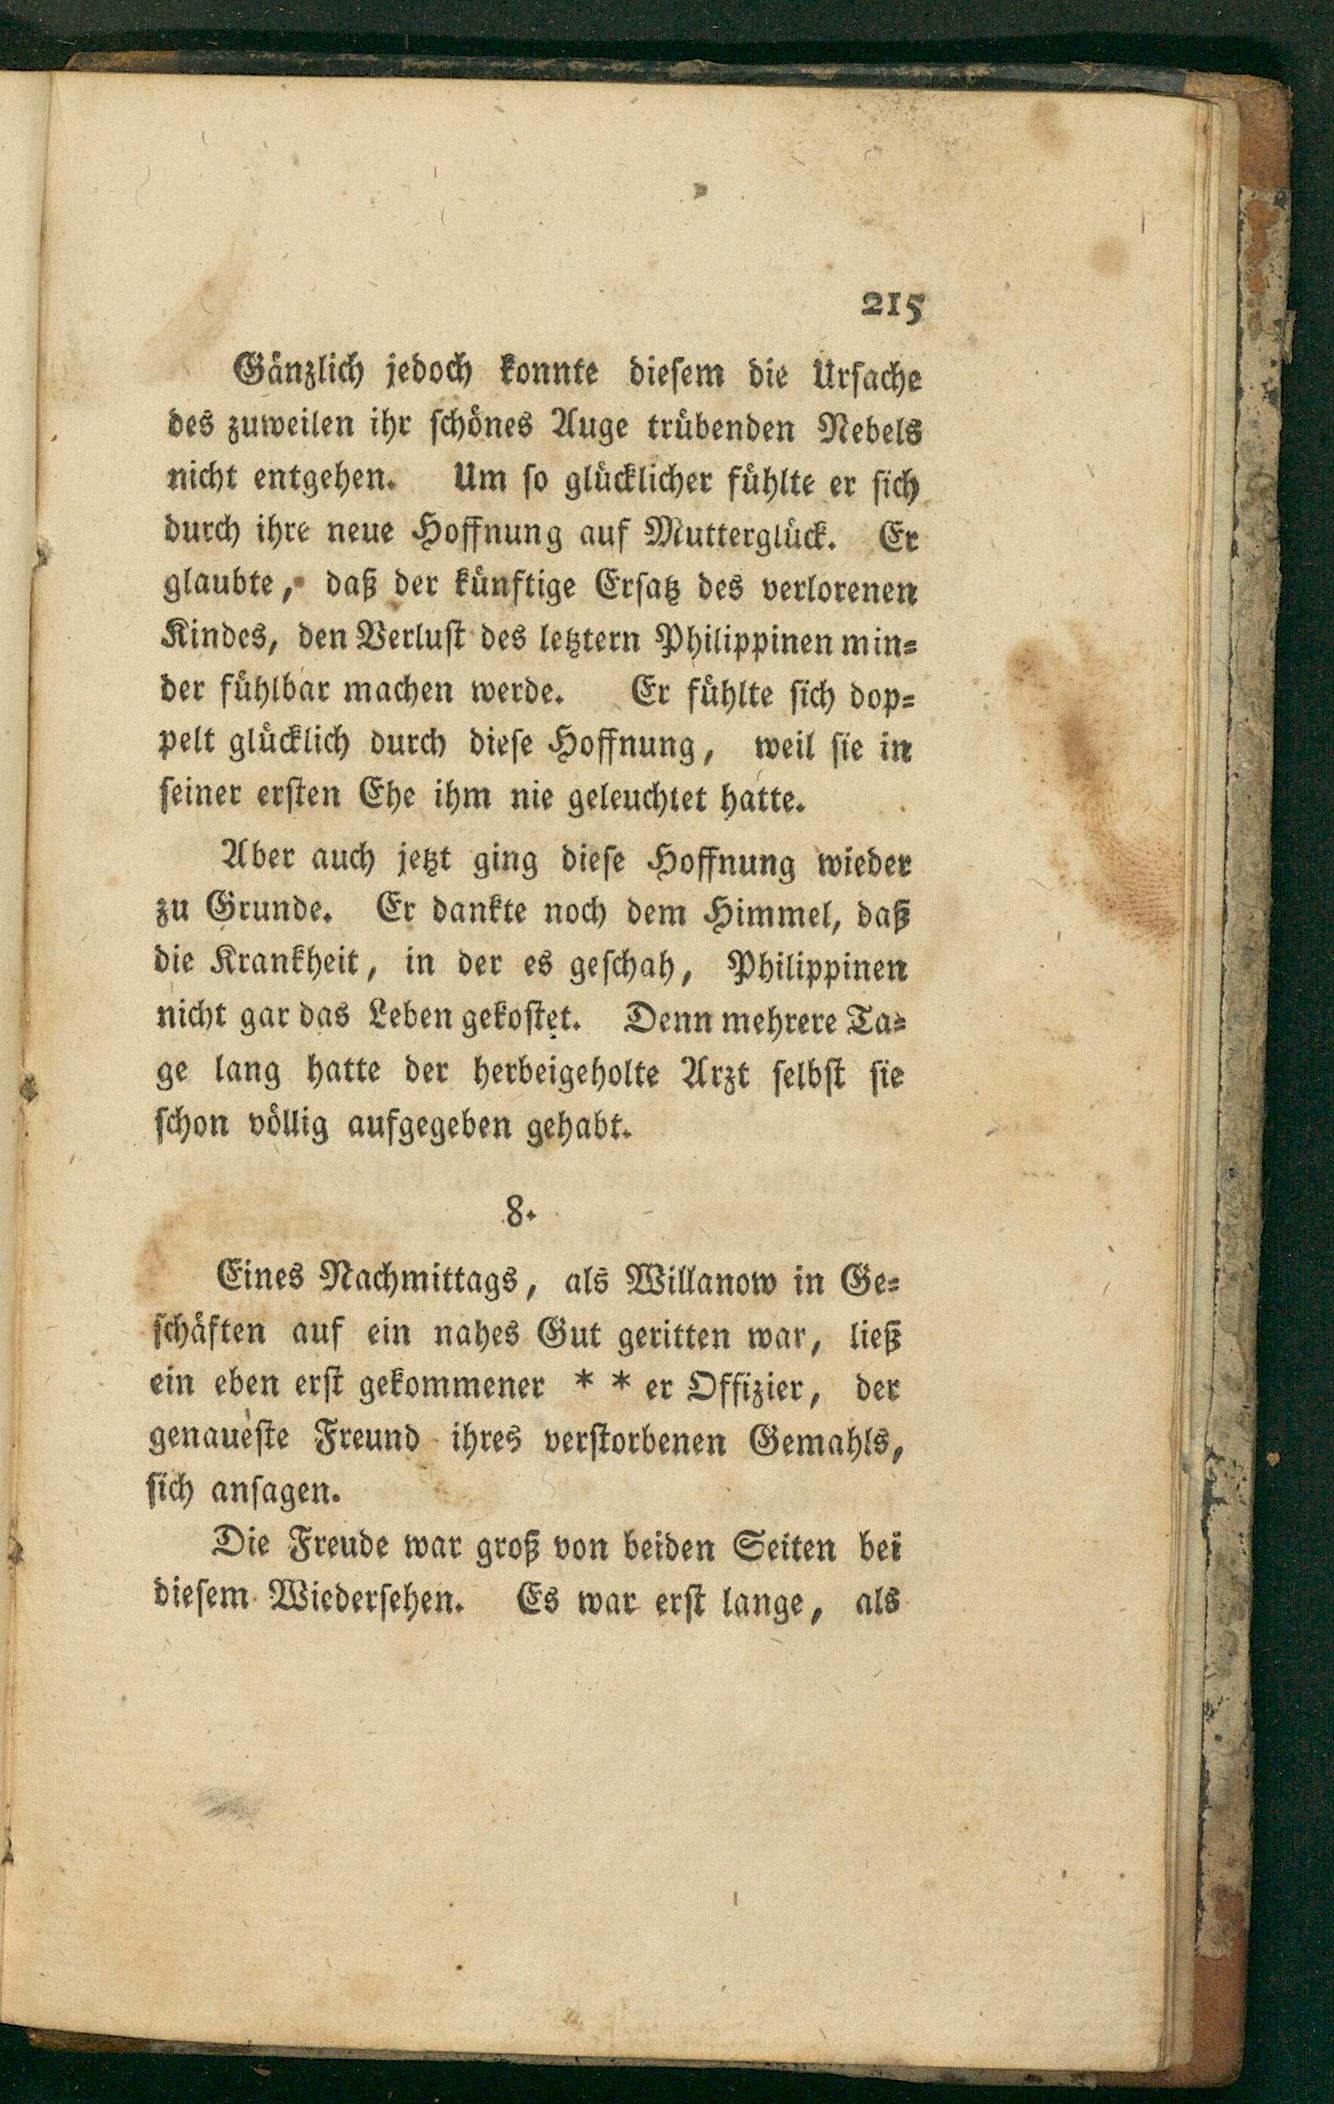 215
Gänzlich jedoch konnte diesem die Ursache
des zuweilen ihr schönes Auge trübenden Nebels
nicht entgehen. Um so glücklicher fühlte er sich
durch ihre neue Hoffnung auf Mutterglück. Er
glaubte, daß der künftige Ersatz des verlorenen
Kindes, den Verlust des letztern Philippinen min-
der fühlbar machen werde. Er fühlte sich dop-
pelt glücklich durch diese Hoffnung, weil sie in
seiner ersten Ehe ihm nie geleuchtet hatte.
Aber auch jetzt ging diese Hoffnung wieder
zu Grunde. Er dankte noch dem Himmel, daß
die Krankheit, in der es geschah, Philippinen
nicht gar das Leben gekostet. Denn mehrere Ta-
ge lang hatte der herbeigeholte Arzt selbst sie
schon völlig aufgegeben gehabt.
8.
Eines Nachmittags, als Willanow in Ge-
schäften auf ein nahes Gut geritten war, ließ
ein eben erst gekommener * * er Offizier, der
genaueste Freund ihres verstorbenen Gemahls,
sich ansagen.
Die Freude war groß von beiden Seiten bei
diesem Wiedersehen. Es war erst lange, als